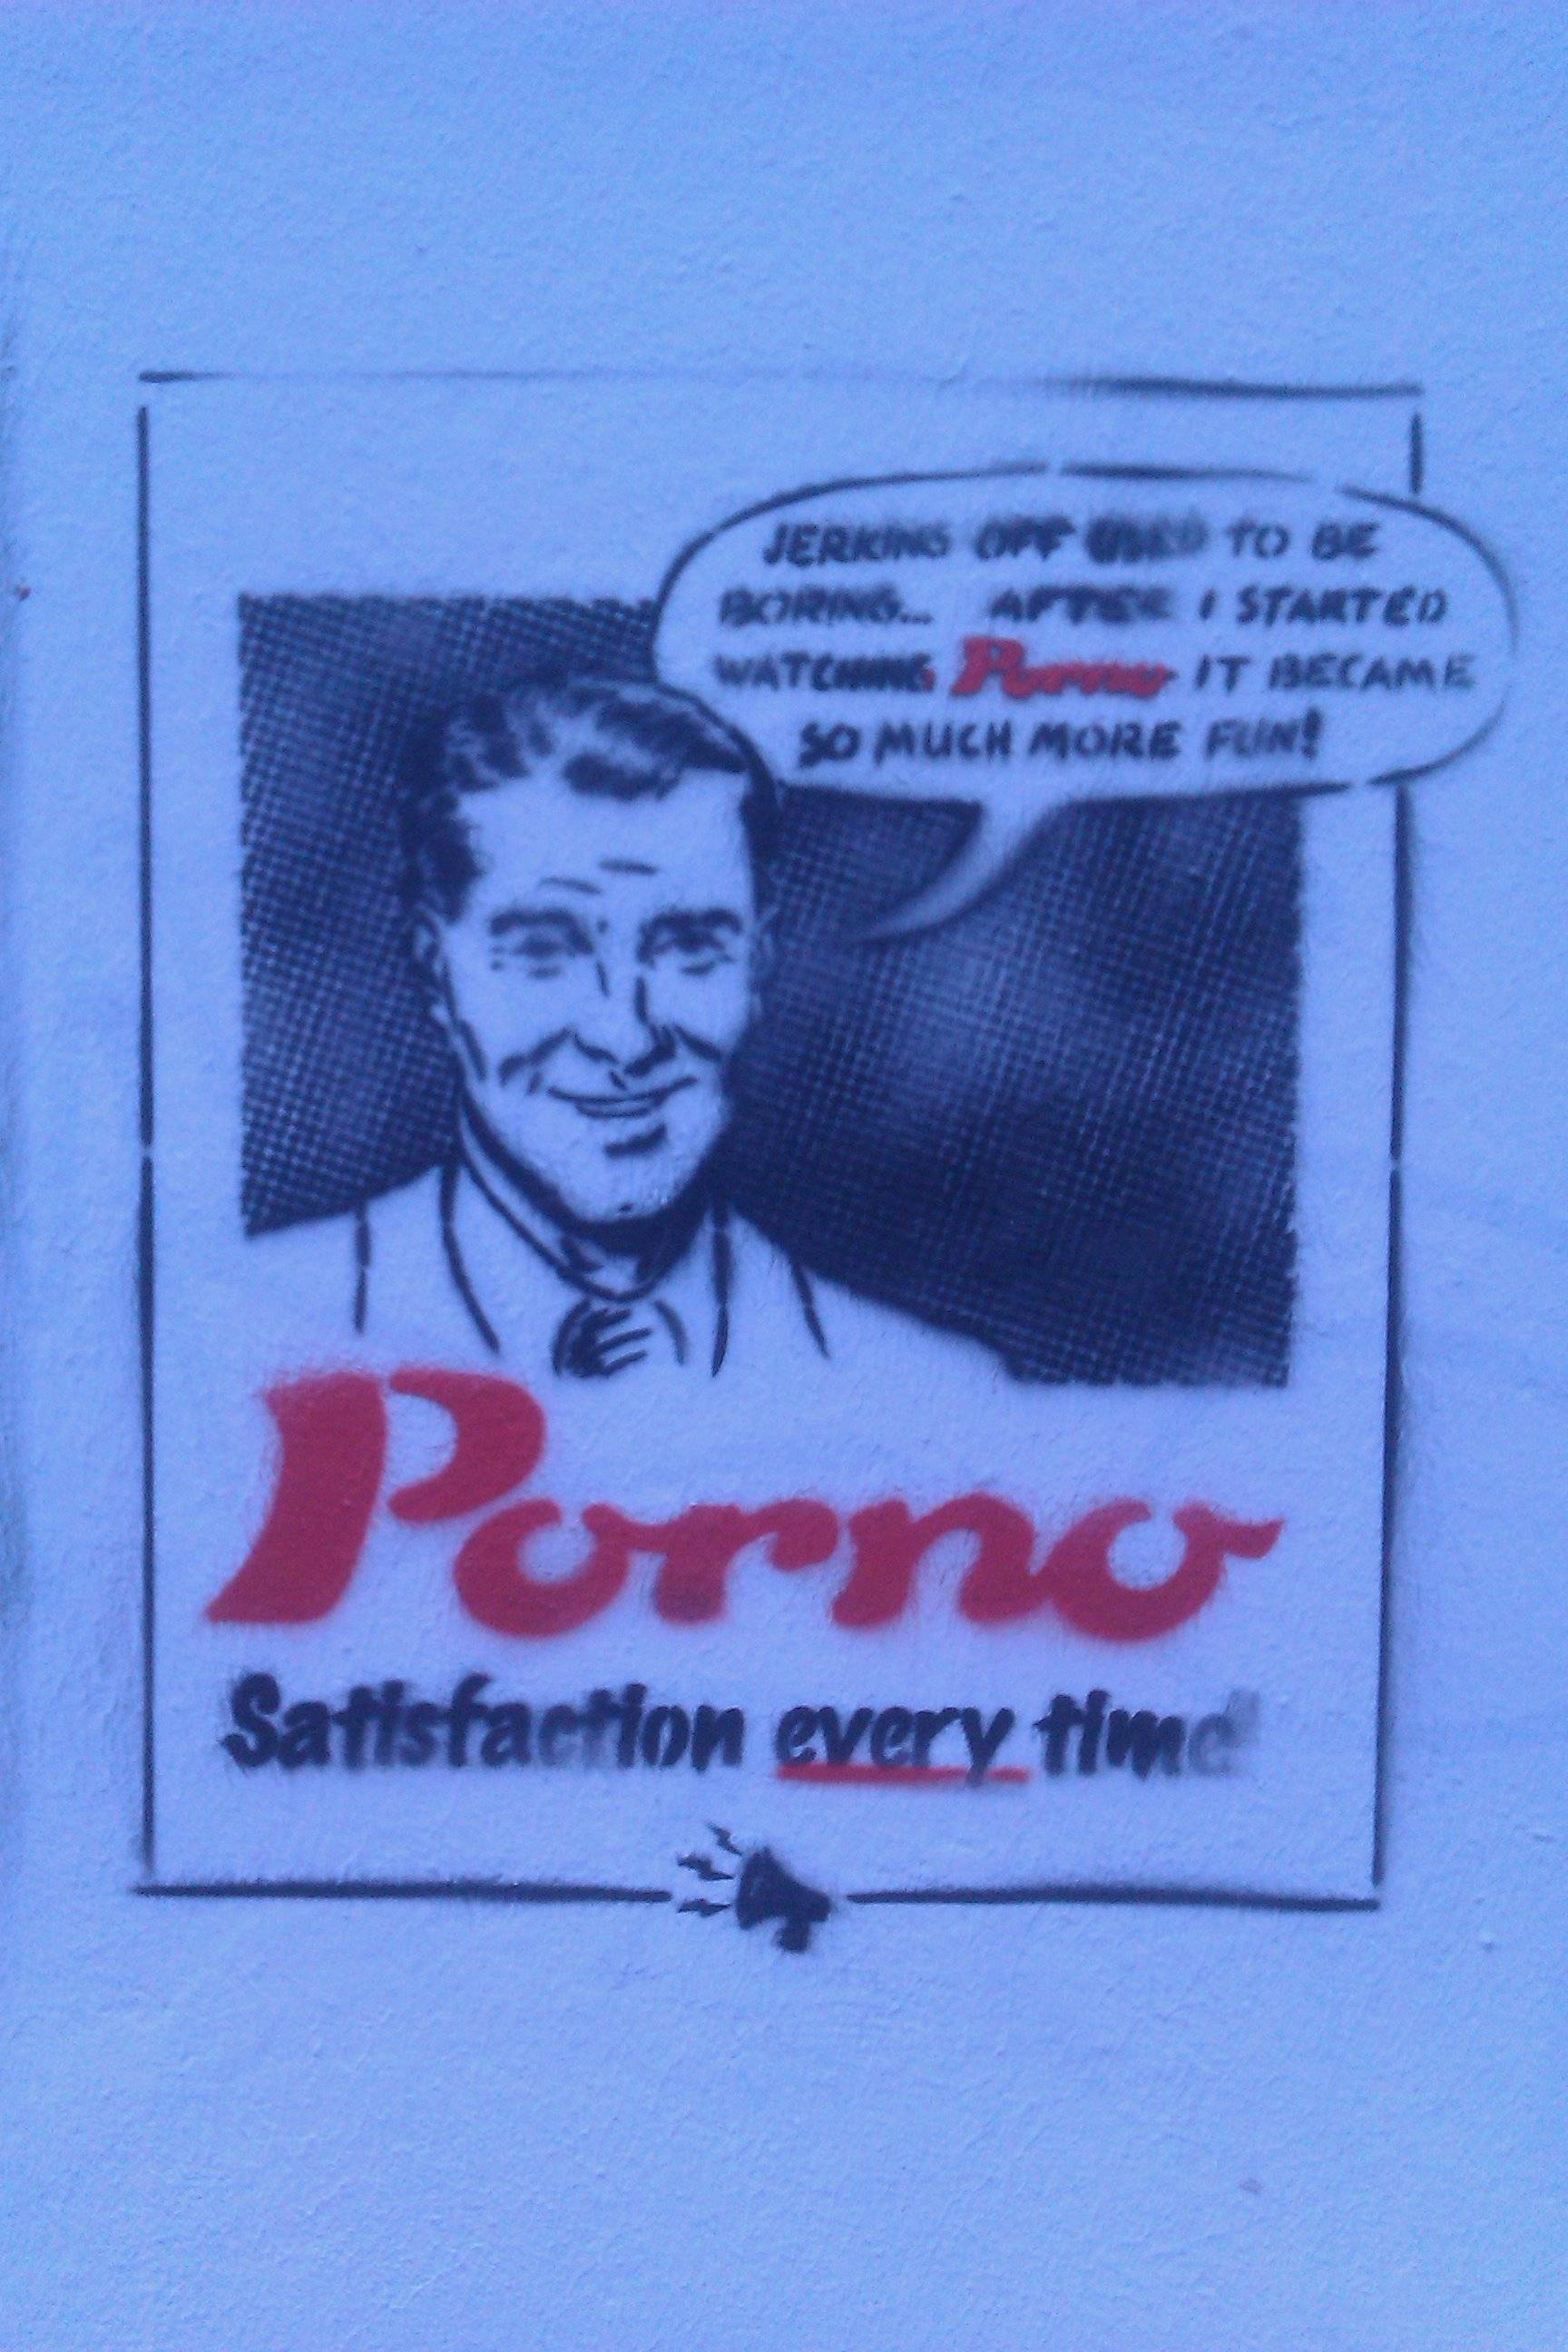 JERKING OFF USED TO BE
BORING... AFTER I STARTED
WATCHING Porno IT BECAME
SO MUCH MORE FUN!
Porno
Satisfaction every time!